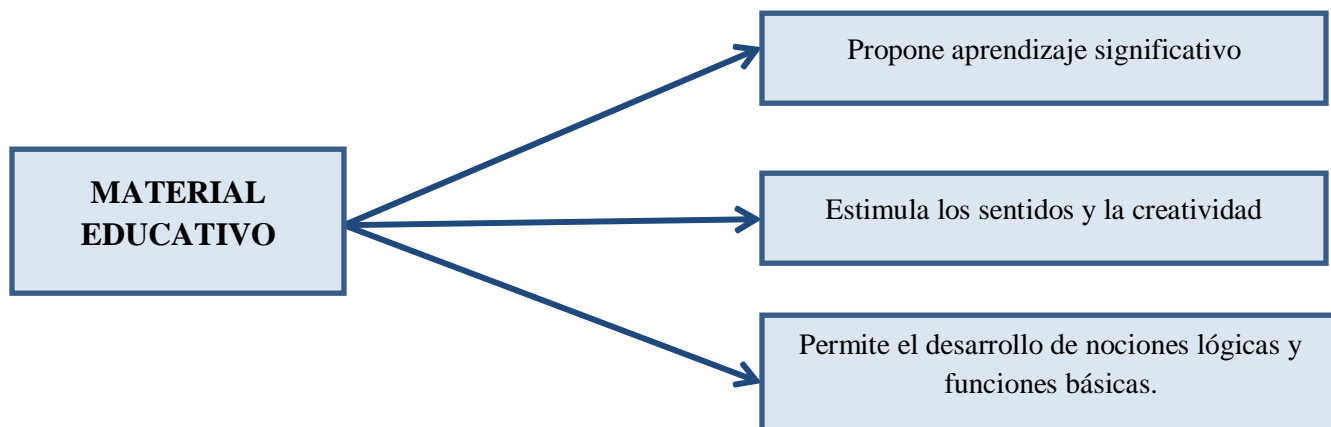 MATERIAL
EDUCATIVO
Propone aprendizaje significativo
Estimula los sentidos y la creatividad
Permite el desarrollo de nociones lógicas y
funciones básicas.